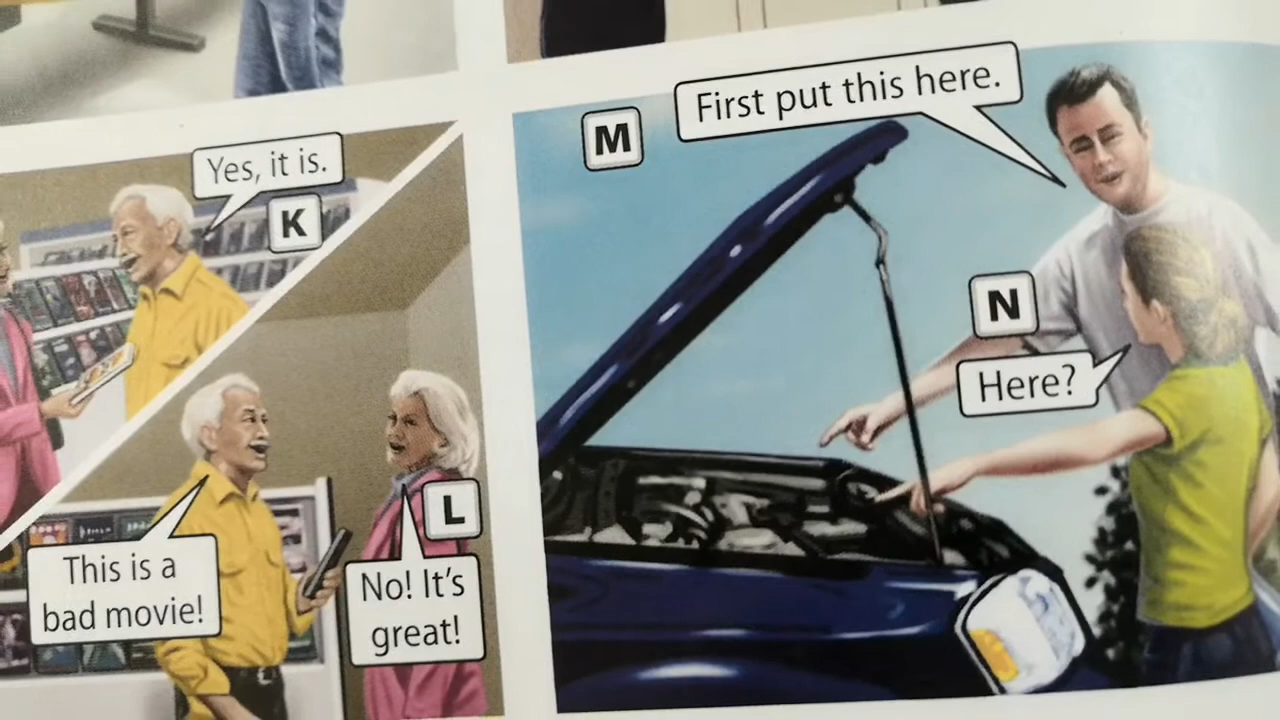 Yes, it is.
K
This is a
bad movie!
L
No! It's
great!
M
First put this here.
N
Here?